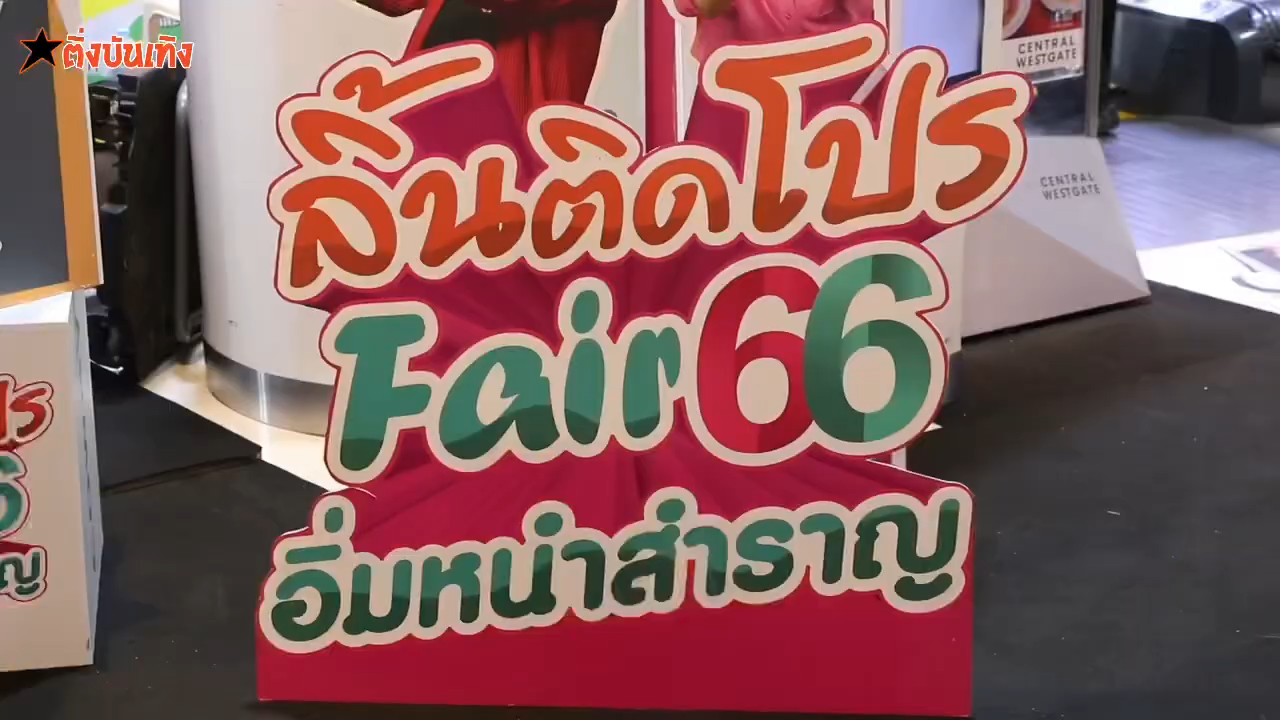 ติ่งบันเทิง
CENTRAL
WESTGATE
CENTRAL
WESTGATE
ลิ้นติดโปร
Fair66
อิ่มหนำสำราญ